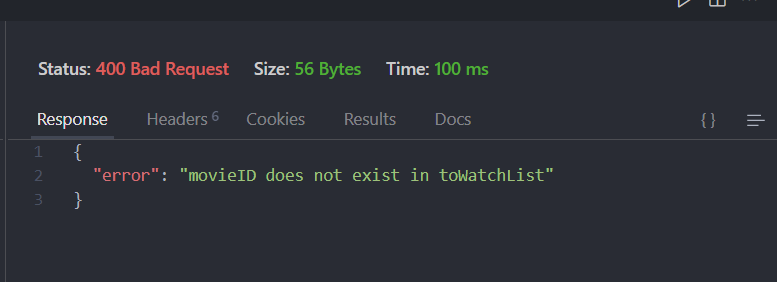 Status: 400 Bad Request Size: 56 Bytes Time: 100 ms
Response Headers 6 Cookies Results Docs { }
1 {
2 "error": "movieID does not exist in toWatchList"
3 }